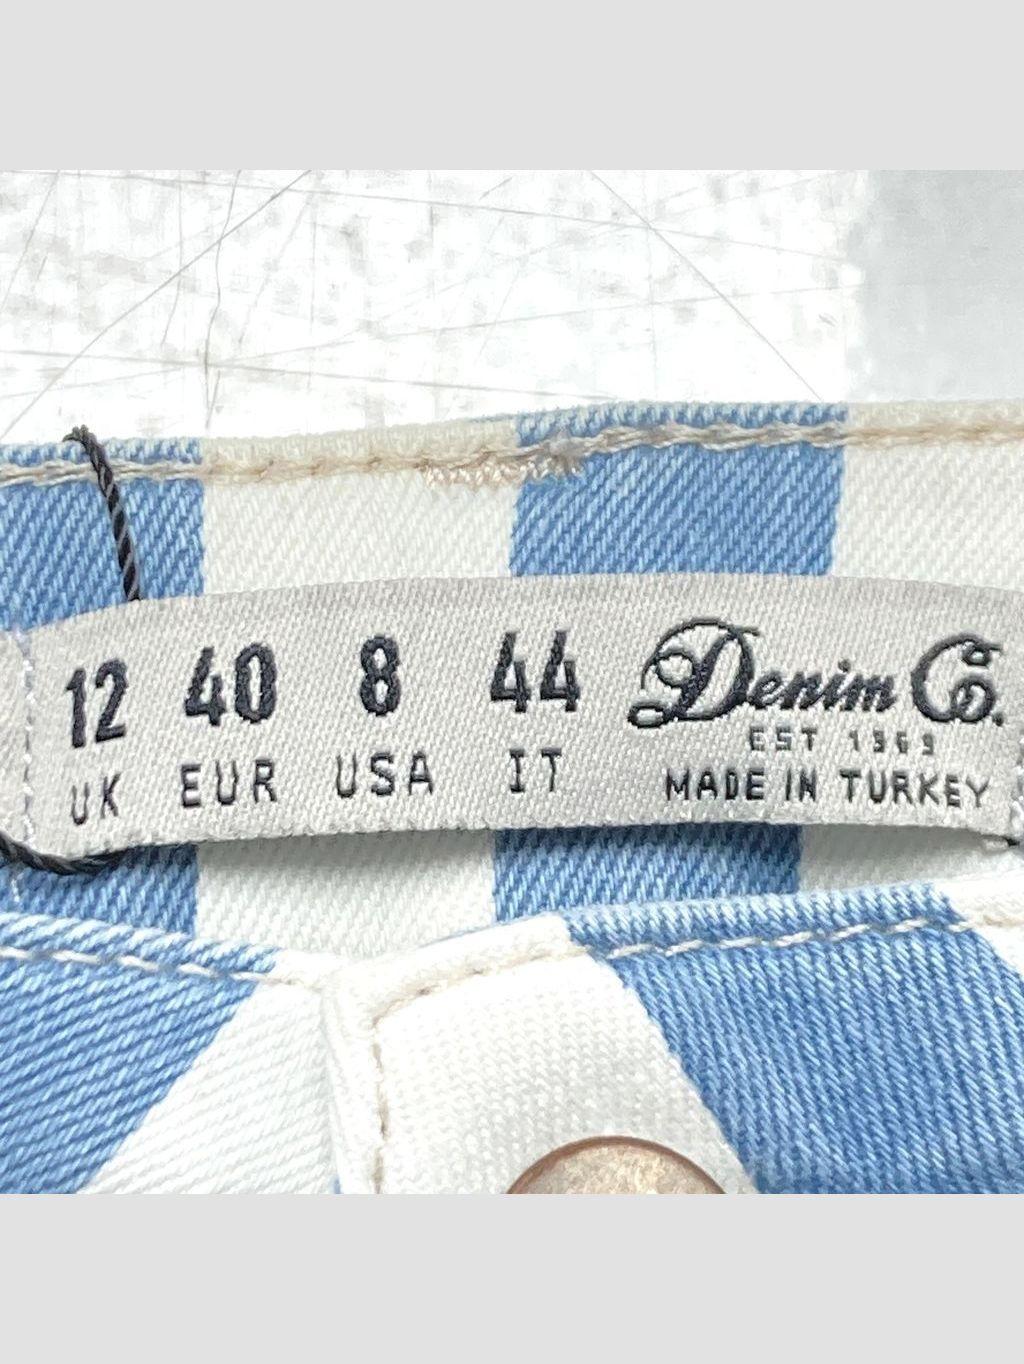 12 40 8 44 Denim Co.
UK EUR USA IT EST 1969
MADE IN TURKEY